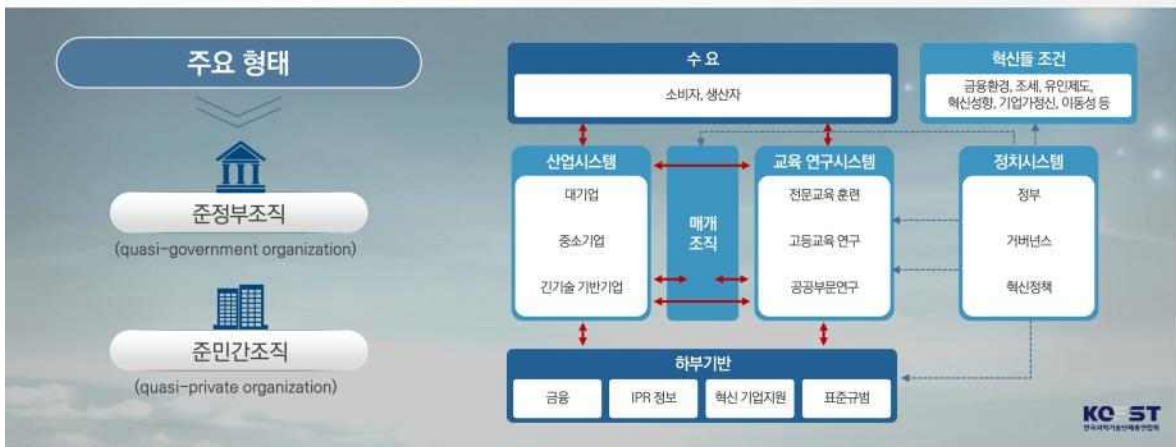 주요 형태
준정부조직
(quasi-government organization)
준민간조직
(quasi-private organization)
수 요
소비자, 생산자
혁신들 조건
금융환경, 조세, 유인제도,
혁신성향, 기업가정신, 이동성 등
산업시스템
대기업
중소기업
긴기술 기반기업
매개
조직
교육 연구시스템
전문교육 훈련
고등교육 연구
공공부문연구
정치시스템
정부
거버넌스
혁신정책
하부기반
금융
IPR 정보
혁신 기업지원
표준규범